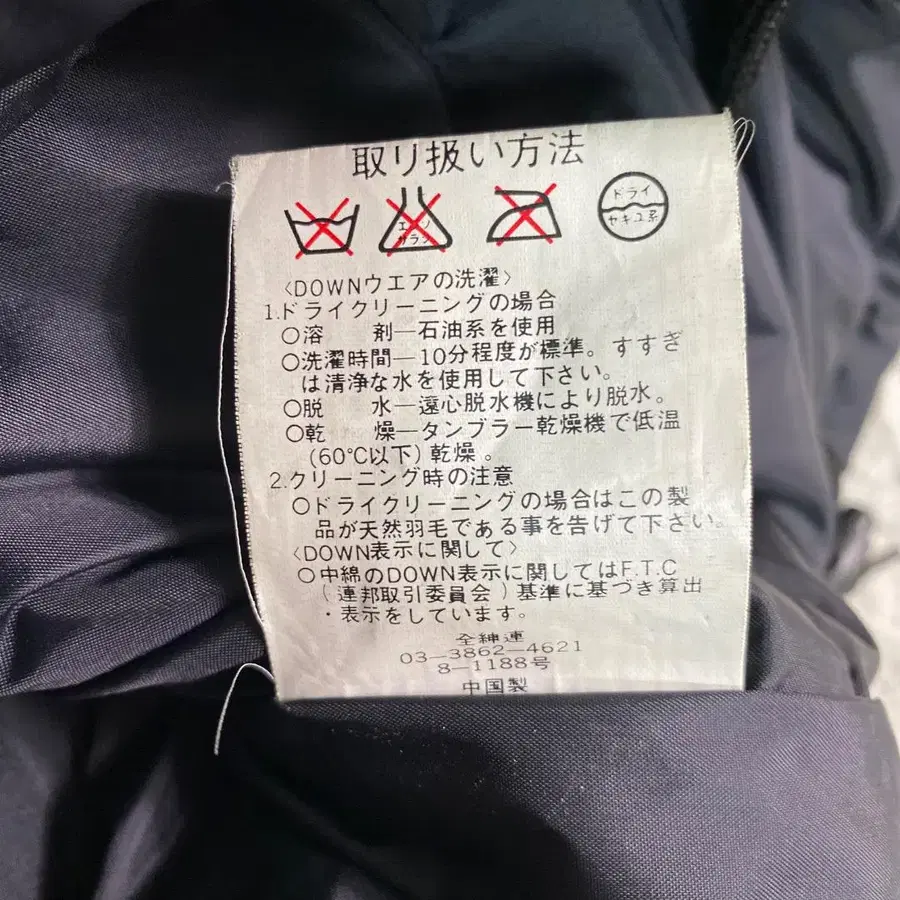 取り扱い方法
エンソ
サラシ
ドライ
セキユ系
〈DOWNウエアの洗濯〉
1.ドライクリーニングの場合
○溶　剤―石油系を使用
○洗濯時間―10分程度が標準。すすぎ
は清浄な水を使用して下さい。
○脱　水―遠心脱水機により脱水。
○乾　燥―タンブラー乾燥機で低温
(60℃以下)乾燥。
2.クリーニング時の注意
○ドライクリーニングの場合はこの製
品が天然羽毛である事を告げて下さい。
〈DOWN表示に関して〉
○中綿のDOWN表示に関してはF.T.C
(連邦取引委員会)基準に基づき算出
・表示をしています。
全紳連
03―3862―4621
8―1188号
中国製